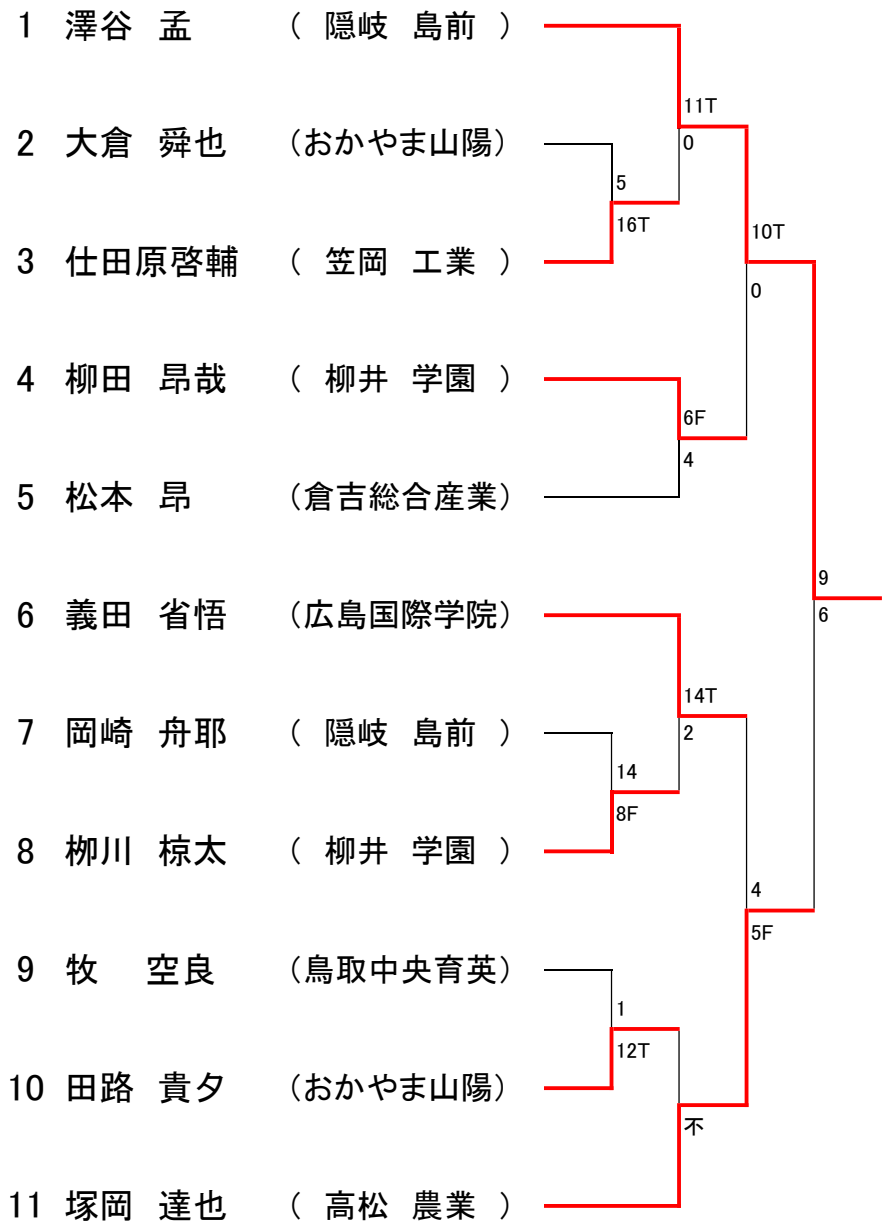 1 澤谷 孟 ( 隠岐 島前 )
11T
2 大倉 舜也 (おかやま山陽)
0
5
16T
10T
3 仕田原啓輔 ( 笠岡 工業 )
0
4 柳田 昂哉 ( 柳井 学園 )
6F
4
5 松本 昂 (倉吉総合産業)
9
6 義田 省悟 (広島国際学院)
6
14T
7 岡崎 舟耶 ( 隠岐 島前 )
2
14
8F
8 栁川 椋太 ( 柳井 学園 )
4
5F
9 牧 空良 (鳥取中央育英)
1
12T
10 田路 貴夕 (おかやま山陽)
不
11 塚岡 達也 ( 高松 農業 )